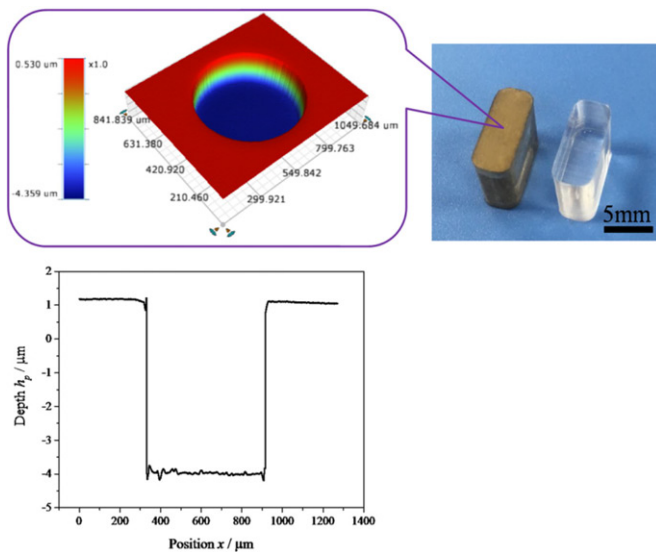 0.530 um
x1.0
-4.359 um
841.839 um
631.380
420.920
210.460
1049.684 um
799.763
549.842
299.921
5mm
2
1
0
-1
-2
-3
-4
-5
Depth hp / μm
0 200 400 600 800 1000 1200 1400
Position x / μm